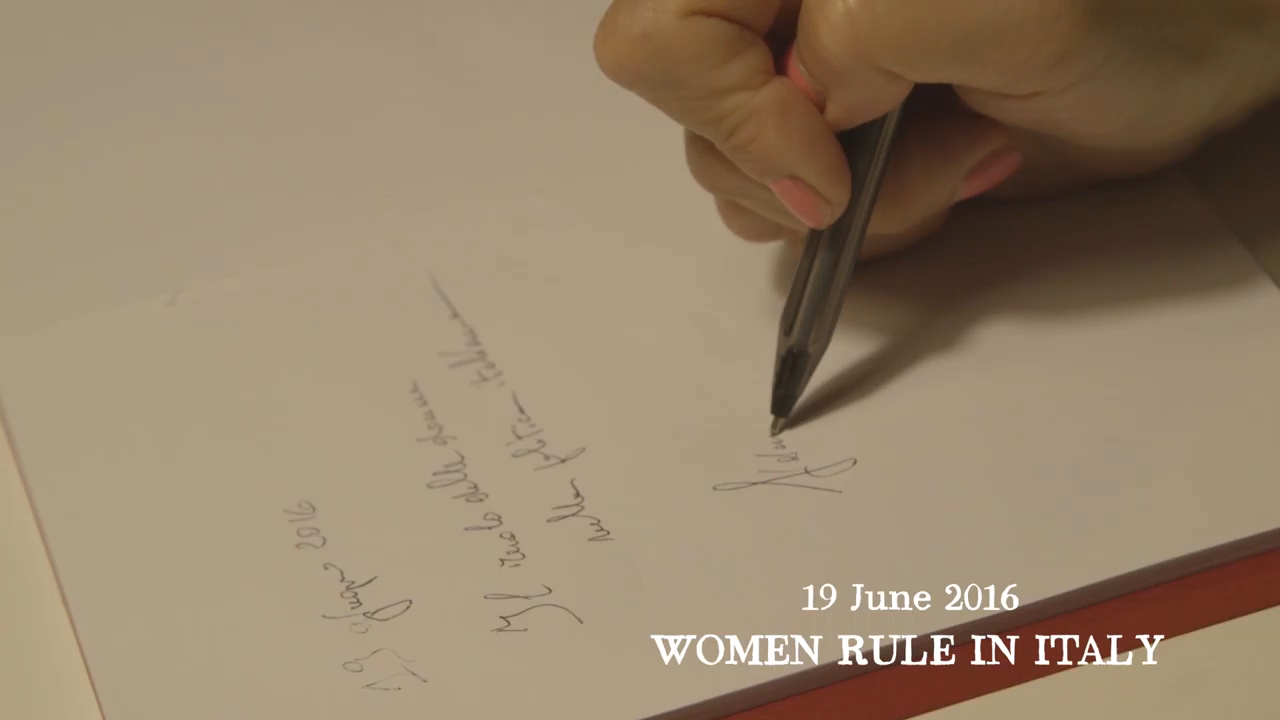 19 giugno 2016
Il ruolo delle donne
nella politica italiana
19 June 2016
WOMEN RULE IN ITALY